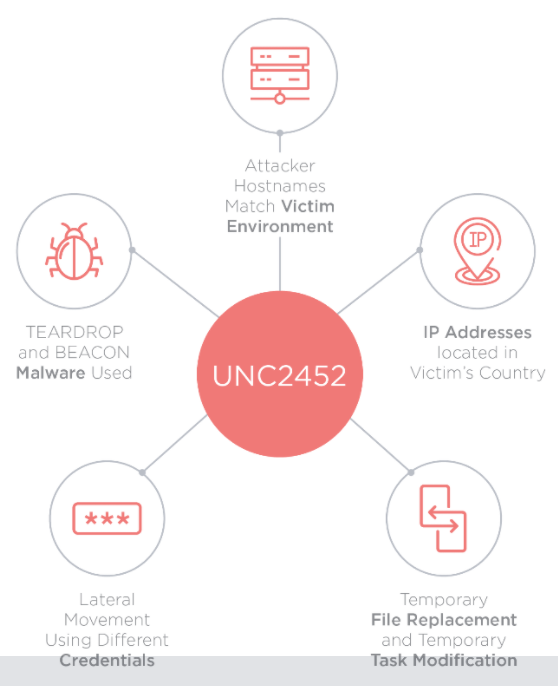 Attacker
Hostnames
Match Victim
Environment
TEARDROP
and BEACON
Malware Used
IP
IP Addresses
located in
Victim's Country
UNC2452
***
Lateral
Movement
Using Different
Credentials
Temporary
File Replacement
and Temporary
Task Modification